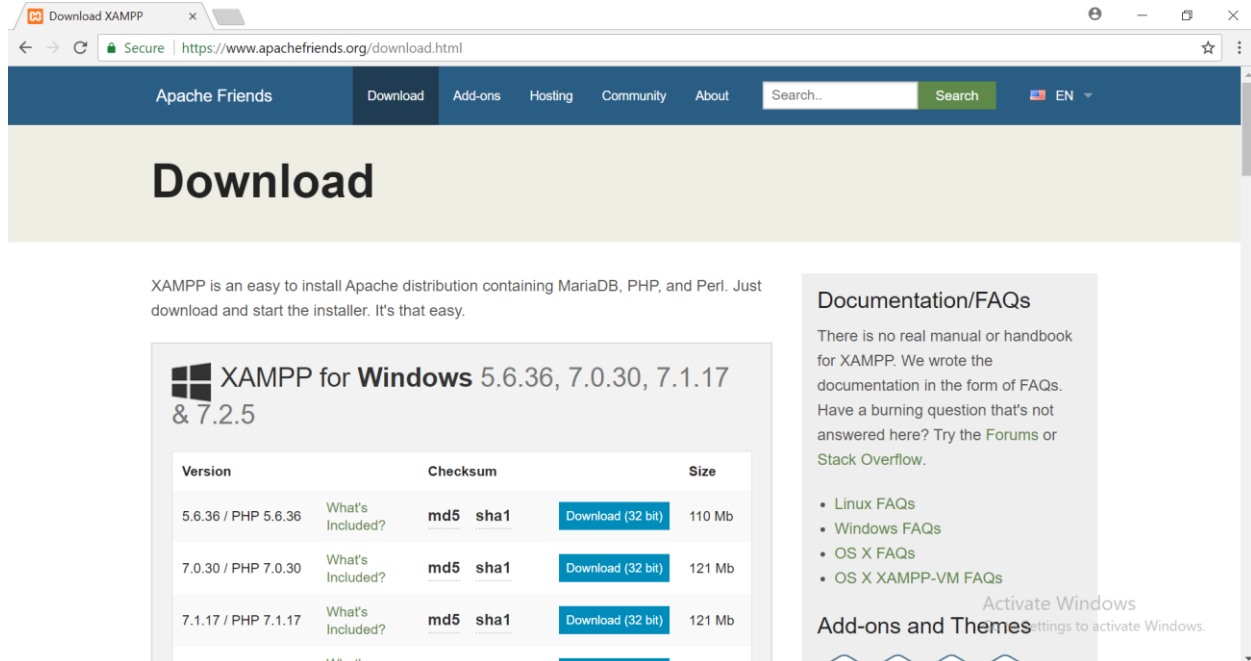 Download XAMPP
Secure https://www.apachefriends.org/download.html
Apache Friends Download Add-ons Hosting Community About Search.. Search EN
Download
XAMPP is an easy to install Apache distribution containing MariaDB, PHP, and Perl. Just
download and start the installer. It's that easy.
XAMPP for Windows 5.6.36, 7.0.30, 7.1.17
& 7.2.5
Version Checksum Size
5.6.36 / PHP 5.6.36 What's Included? md5 sha1 Download (32 bit) 110 Mb
7.0.30 / PHP 7.0.30 What's Included? md5 sha1 Download (32 bit) 121 Mb
7.1.17 / PHP 7.1.17 What's Included? md5 sha1 Download (32 bit) 121 Mb
Documentation/FAQs
There is no real manual or handbook
for XAMPP. We wrote the
documentation in the form of FAQs.
Have a burning question that's not
answered here? Try the Forums or
Stack Overflow.
Linux FAQs
Windows FAQs
OS X FAQs
OS X XAMPP-VM FAQs
Add-ons and Themes
Activate Windows
settings to activate Windows.